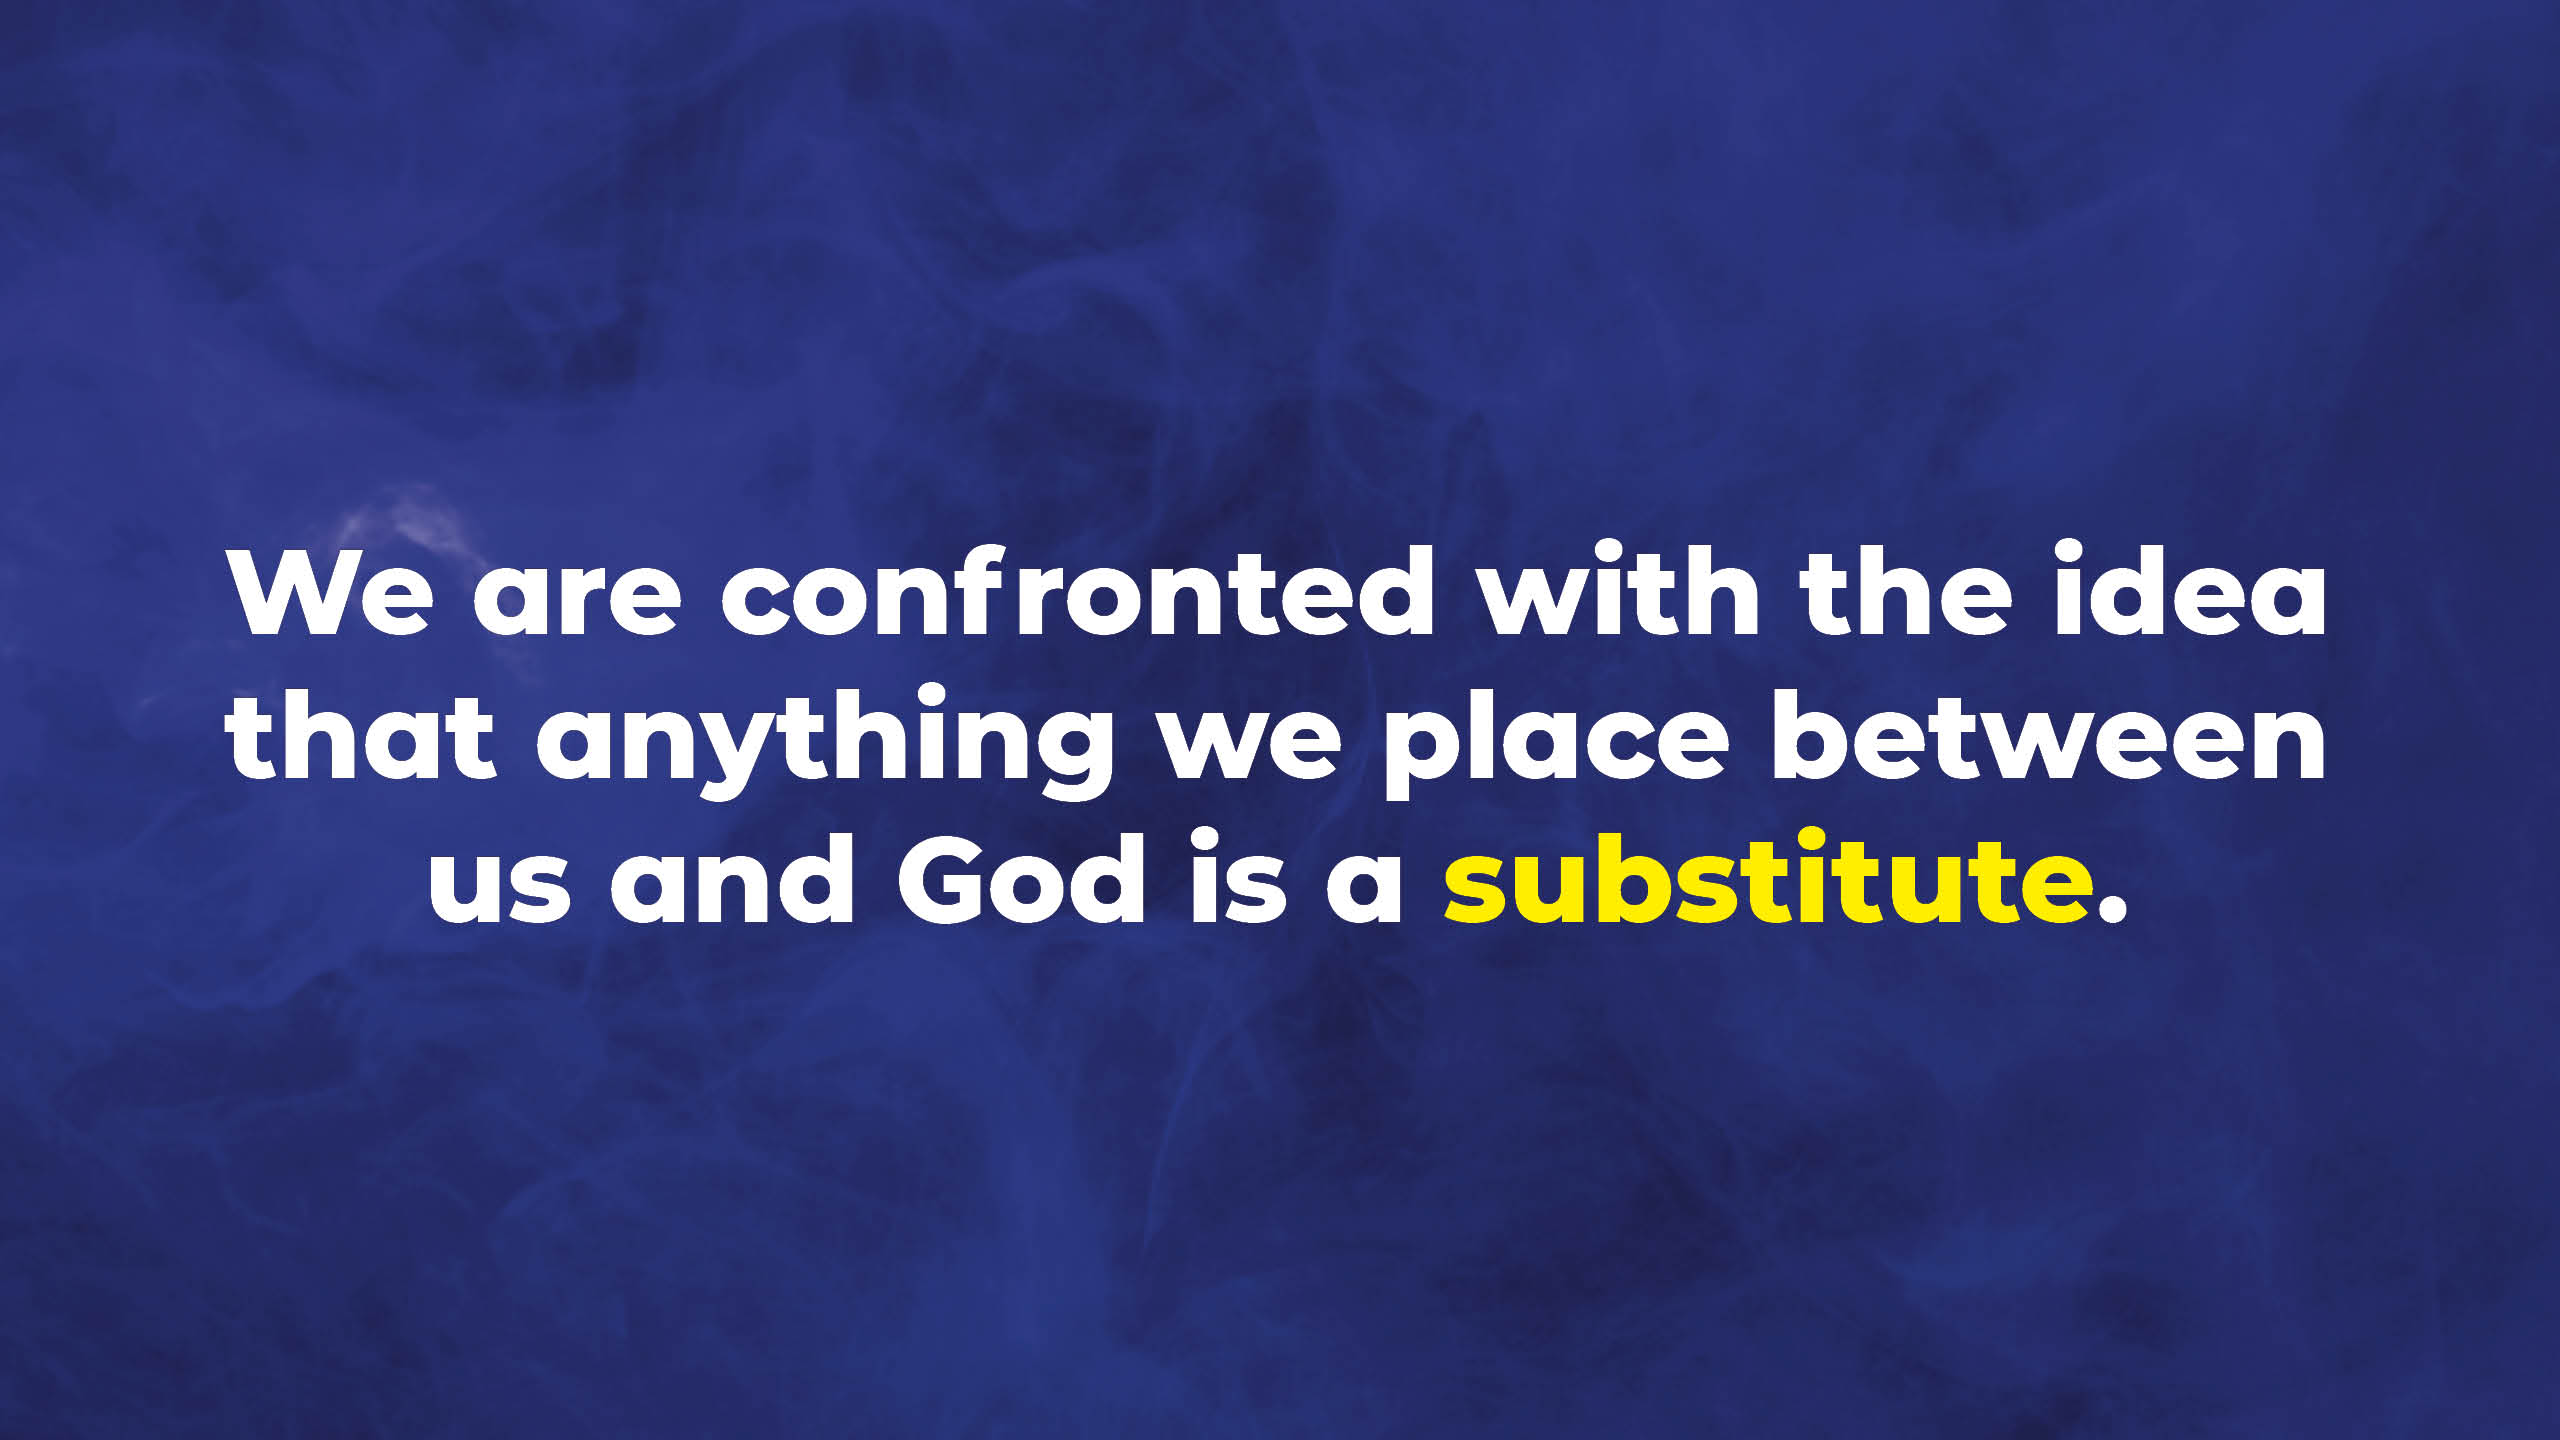 We are confronted with the idea
that anything we place between
us and God is a substitute.